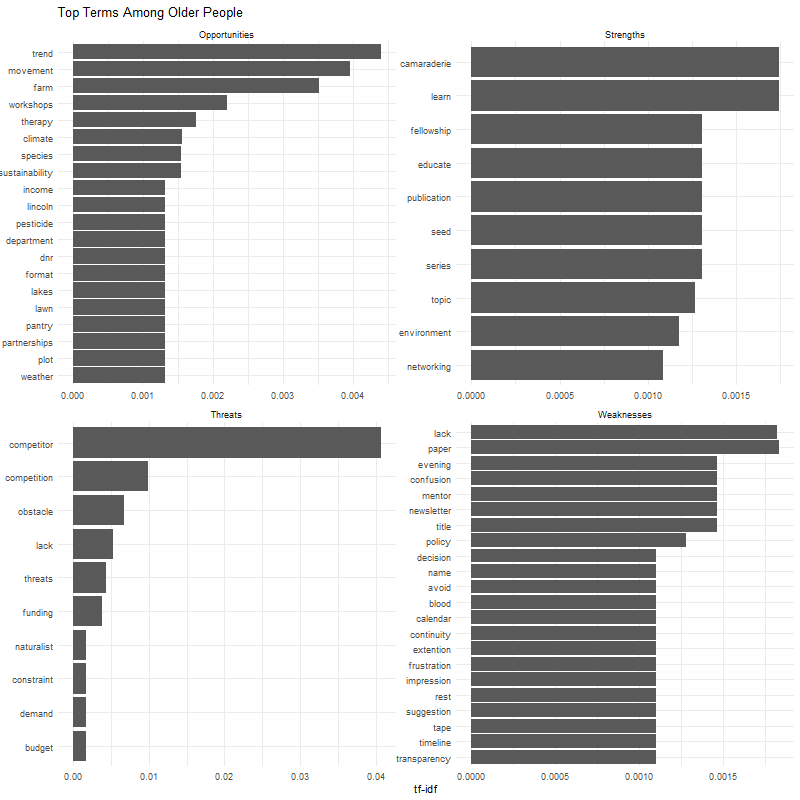 Top Terms Among Older People
Opportunities
trend
movement
farm
workshops
therapy
climate
species
sustainability
income
lincoln
pesticide
department
dnr
format
lakes
lawn
pantry
partnerships
plot
weather
0.000 0.001 0.002 0.003 0.004
Strengths
camaraderie
learn
fellowship
educate
publication
seed
series
topic
environment
networking
0.0000 0.0005 0.0010 0.0015
Threats
competitor
competition
obstacle
lack
threats
funding
naturalist
constraint
demand
budget
0.00 0.01 0.02 0.03 0.04
Weaknesses
lack
paper
evening
confusion
mentor
newsletter
title
policy
decision
name
avoid
blood
calendar
continuity
extention
frustration
impression
rest
suggestion
tape
timeline
transparency
0.0000 0.0005 0.0010 0.0015
tf-idf